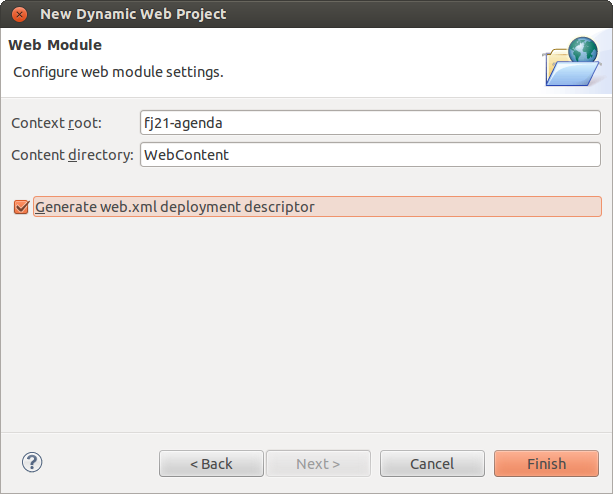 New Dynamic Web Project
Web Module
Configure web module settings.
Context root: fj21-agenda
Content directory: WebContent
Generate web.xml deployment descriptor
? < Back Next > Cancel Finish